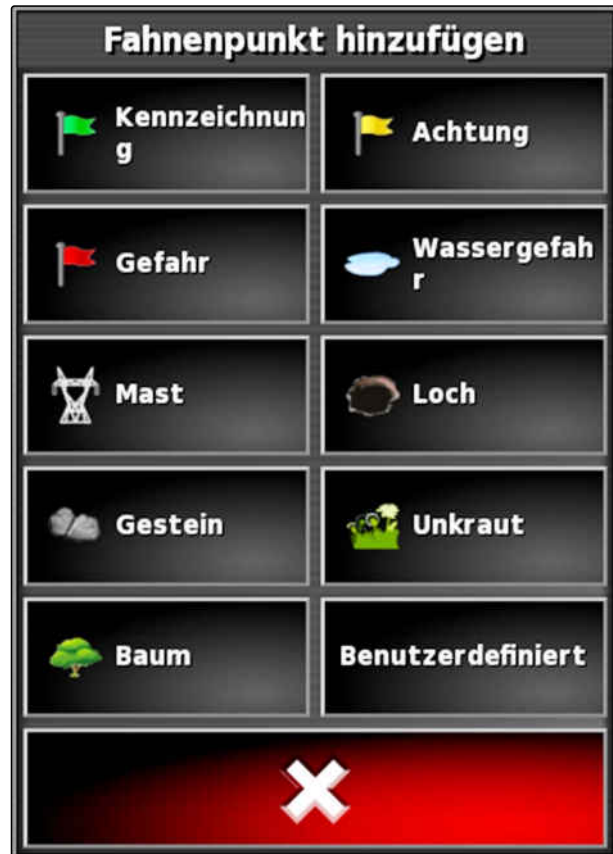 Fahnenpunkt hinzufügen
Kennzeichnun
g
Achtung
Gefahr
Wassergefah
r
Mast
Loch
Gestein
Unkraut
Baum
Benutzerdefiniert